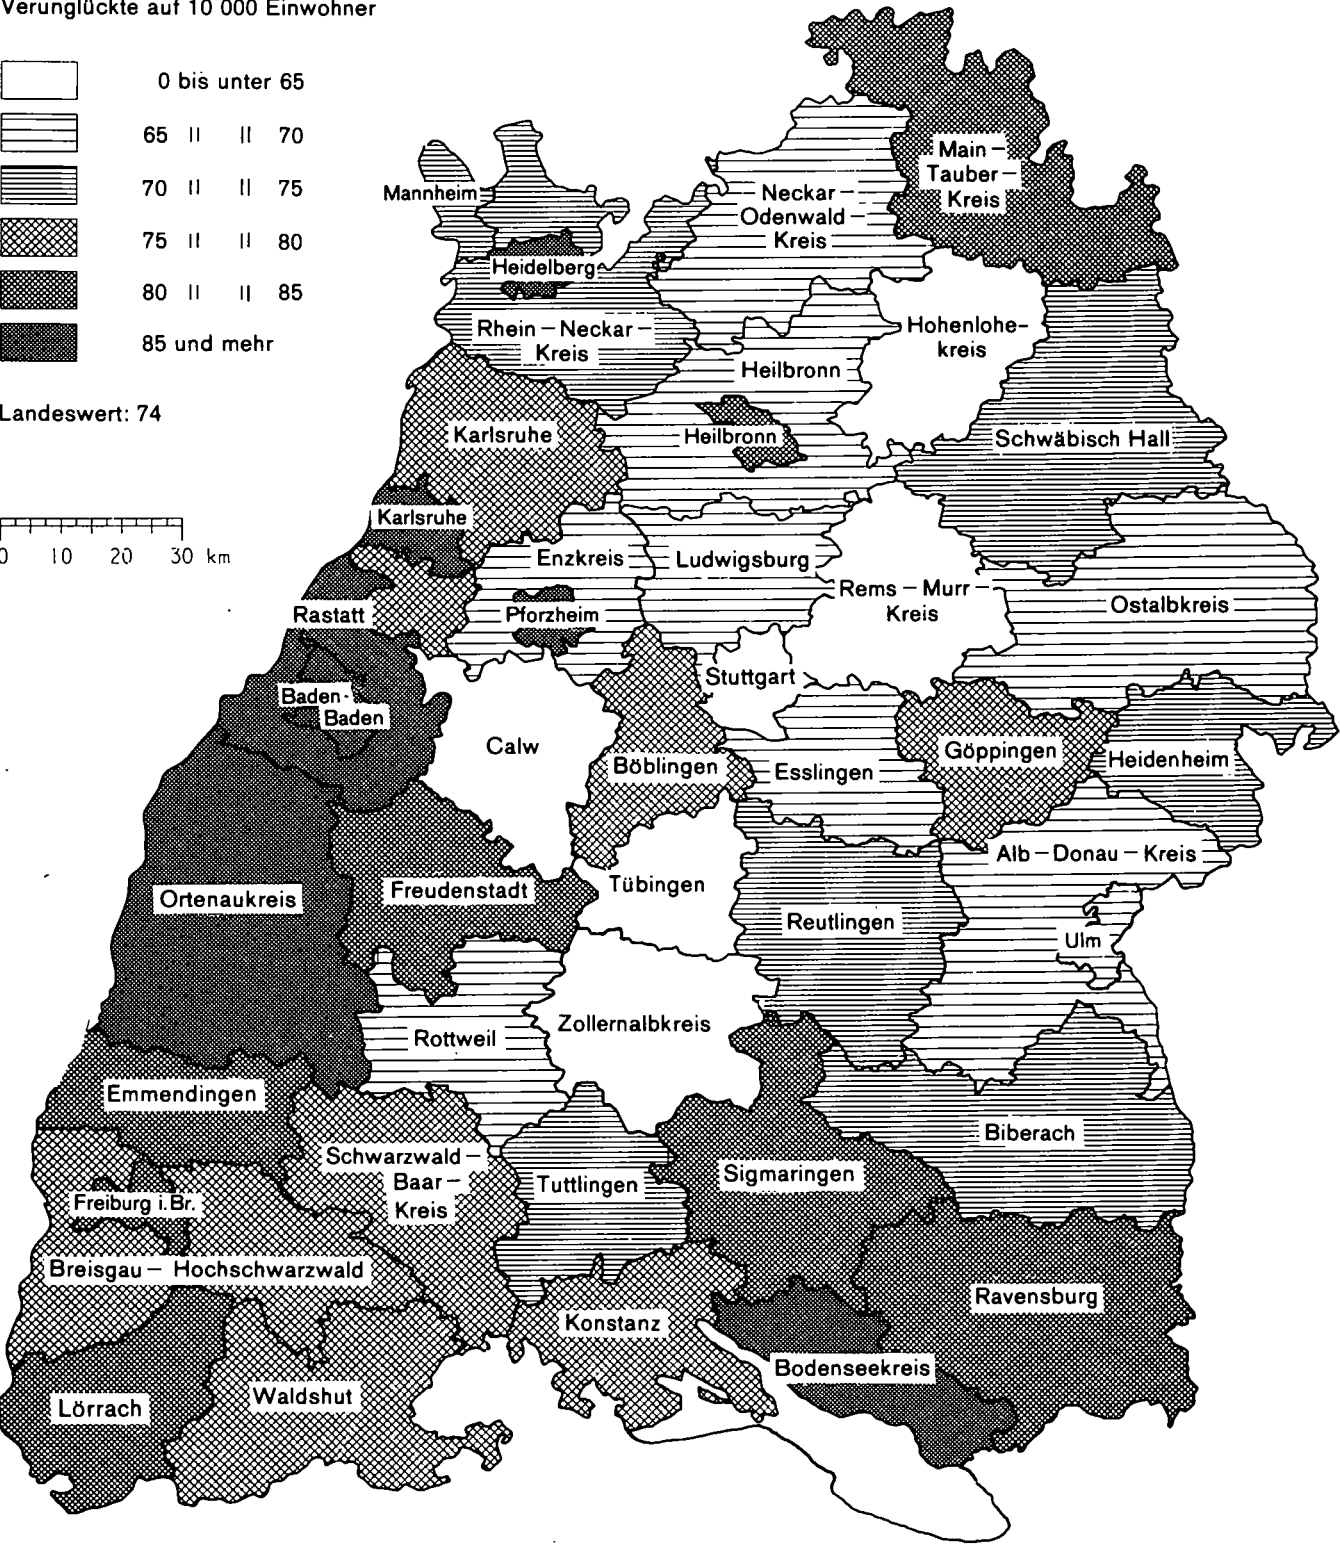 Verunglückte auf 10 000 Einwohner
0 bis unter 65
65 " " 70
70 " " 75
75 " " 80
80 " " 85
85 und mehr
Landeswert: 74
0 10 20 30 km
Main –
Tauber –
Kreis
Mannheim
Neckar –
Odenwald –
Kreis
Heidelberg
Rhein – Neckar –
Kreis
Hohenlohe-
kreis
Heilbronn
Karlsruhe
Heilbronn
Schwäbisch Hall
Karlsruhe
Enzkreis
Ludwigsburg
Rems – Murr –
Kreis
Ostalbkreis
Rastatt
Pforzheim
Stuttgart
Baden-
Baden
Calw
Böblingen
Esslingen
Göppingen
Heidenheim
Alb – Donau – Kreis
Ortenaukreis
Freudenstadt
Tübingen
Reutlingen
Ulm
Rottweil
Zollernalbkreis
Emmendingen
Biberach
Schwarzwald –
Baar –
Kreis
Tuttlingen
Sigmaringen
Freiburg i.Br.
Breisgau – Hochschwarzwald
Ravensburg
Konstanz
Bodenseekreis
Waldshut
Lörrach